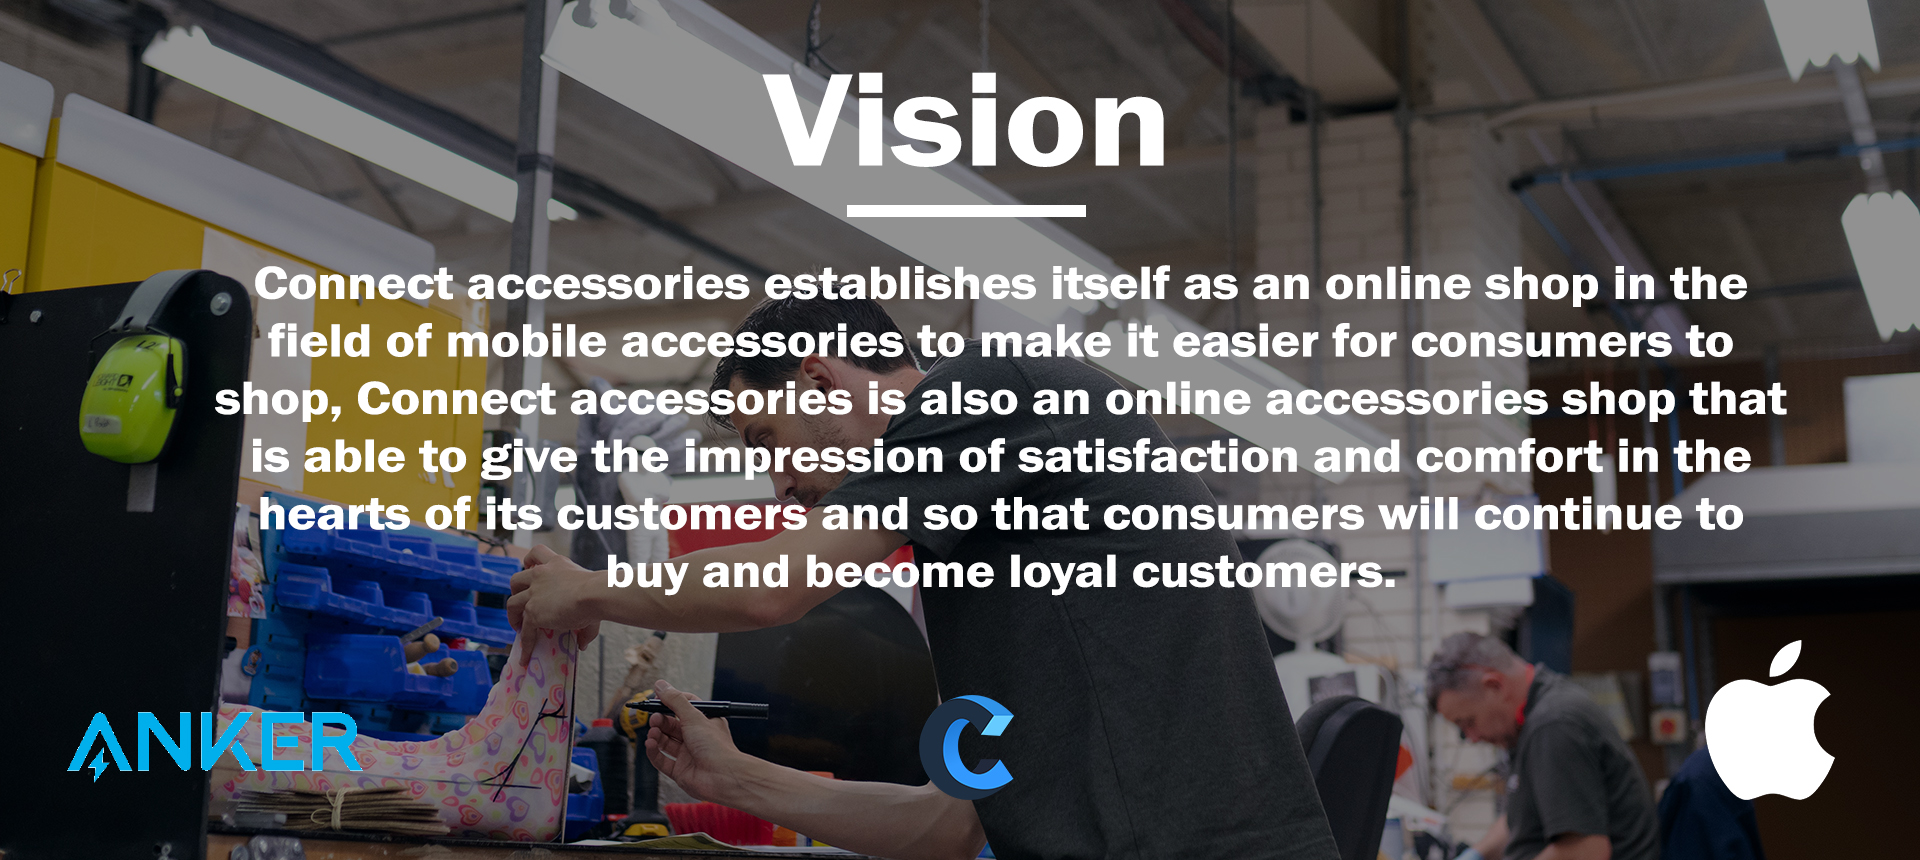 Vision
Connect accessories establishes itself as an online shop in the
field of mobile accessories to make it easier for consumers to
shop, Connect accessories is also an online accessories shop that
is able to give the impression of satisfaction and comfort in the
hearts of its customers and so that consumers will continue to
buy and become loyal customers.
ANKER